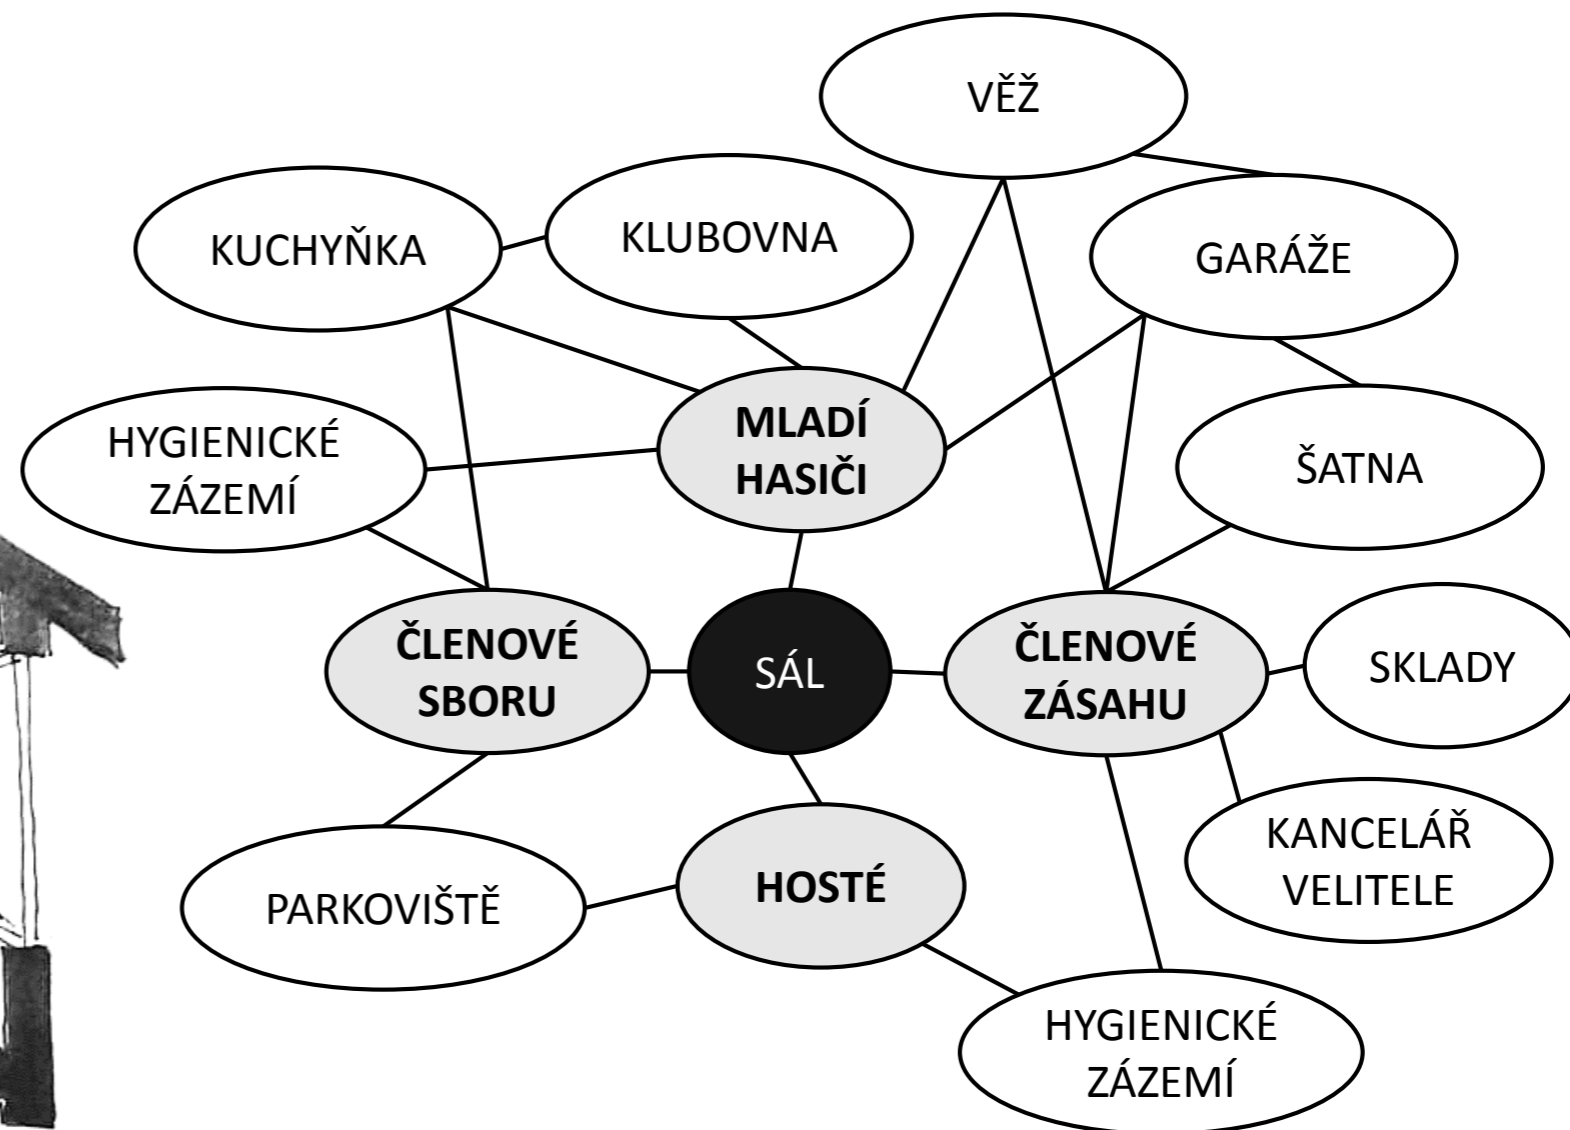 VĚŽ
KUCHYŇKA
KLUBOVNA
GARÁŽE
HYGIENICKÉ
ZÁZEMÍ
MLADÍ
HASIČI
ŠATNA
ČLENOVÉ
SBORU
SÁL
ČLENOVÉ
ZÁSAHU
SKLADY
PARKOVIŠTĚ
HOSTÉ
KANCELÁŘ
VELITELE
HYGIENICKÉ
ZÁZEMÍ